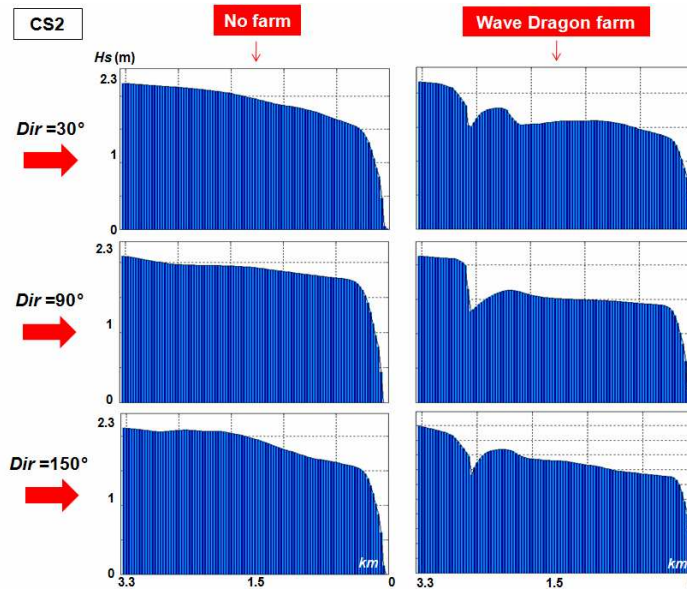 CS2
No farm
Wave Dragon farm
Hs (m)
2.3
Dir =30°
1
0
2.3
Dir =90°
1
0
2.3
Dir =150°
1
0
km
km
3.3
1.5
0
3.3
1.5